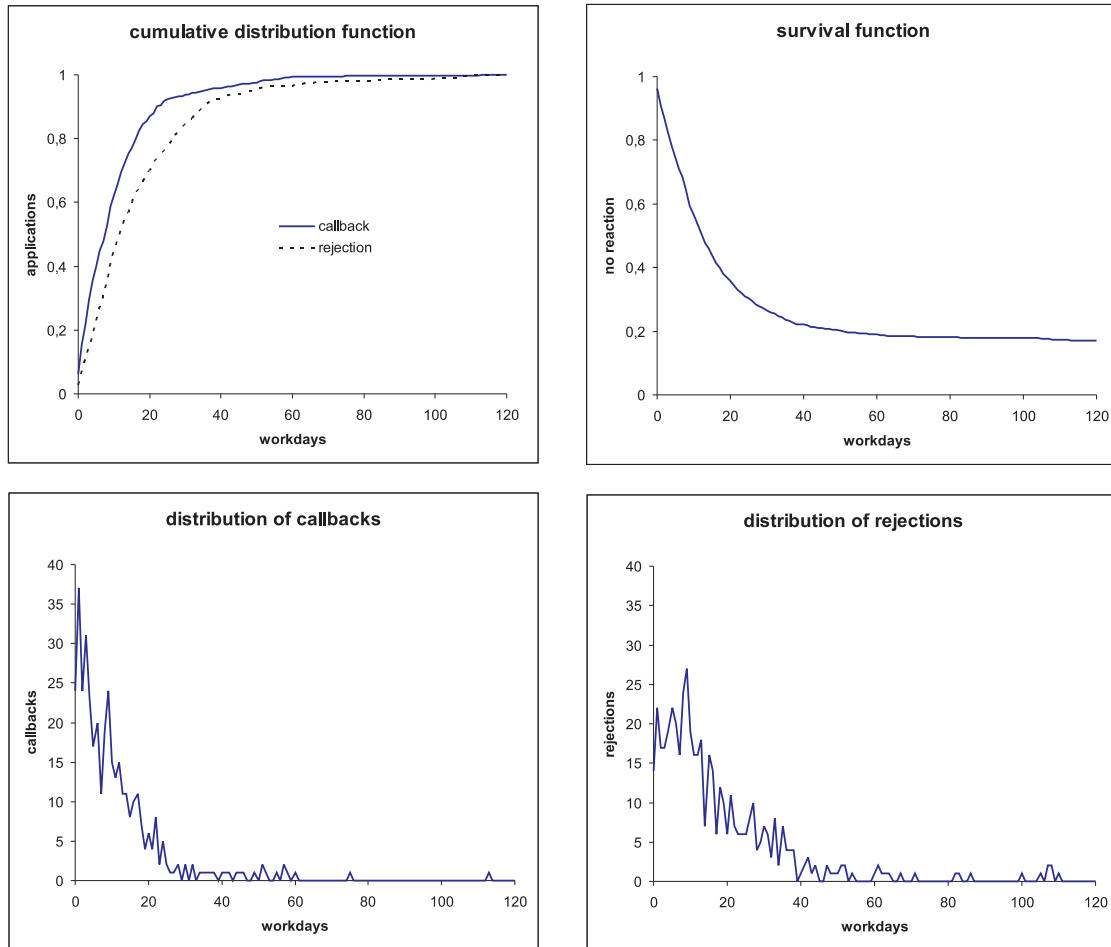 cumulative distribution function
1
0,8
0,6
0,4
0,2
0
applications
callback
rejection
0 20 40 60 80 100 120
workdays
survival function
1
0,8
0,6
0,4
0,2
0
no reaction
0 20 40 60 80 100 120
workdays
distribution of callbacks
40
35
30
25
20
15
10
5
0
callbacks
0 20 40 60 80 100 120
workdays
distribution of rejections
40
35
30
25
20
15
10
5
0
rejections
0 20 40 60 80 100 120
workdays